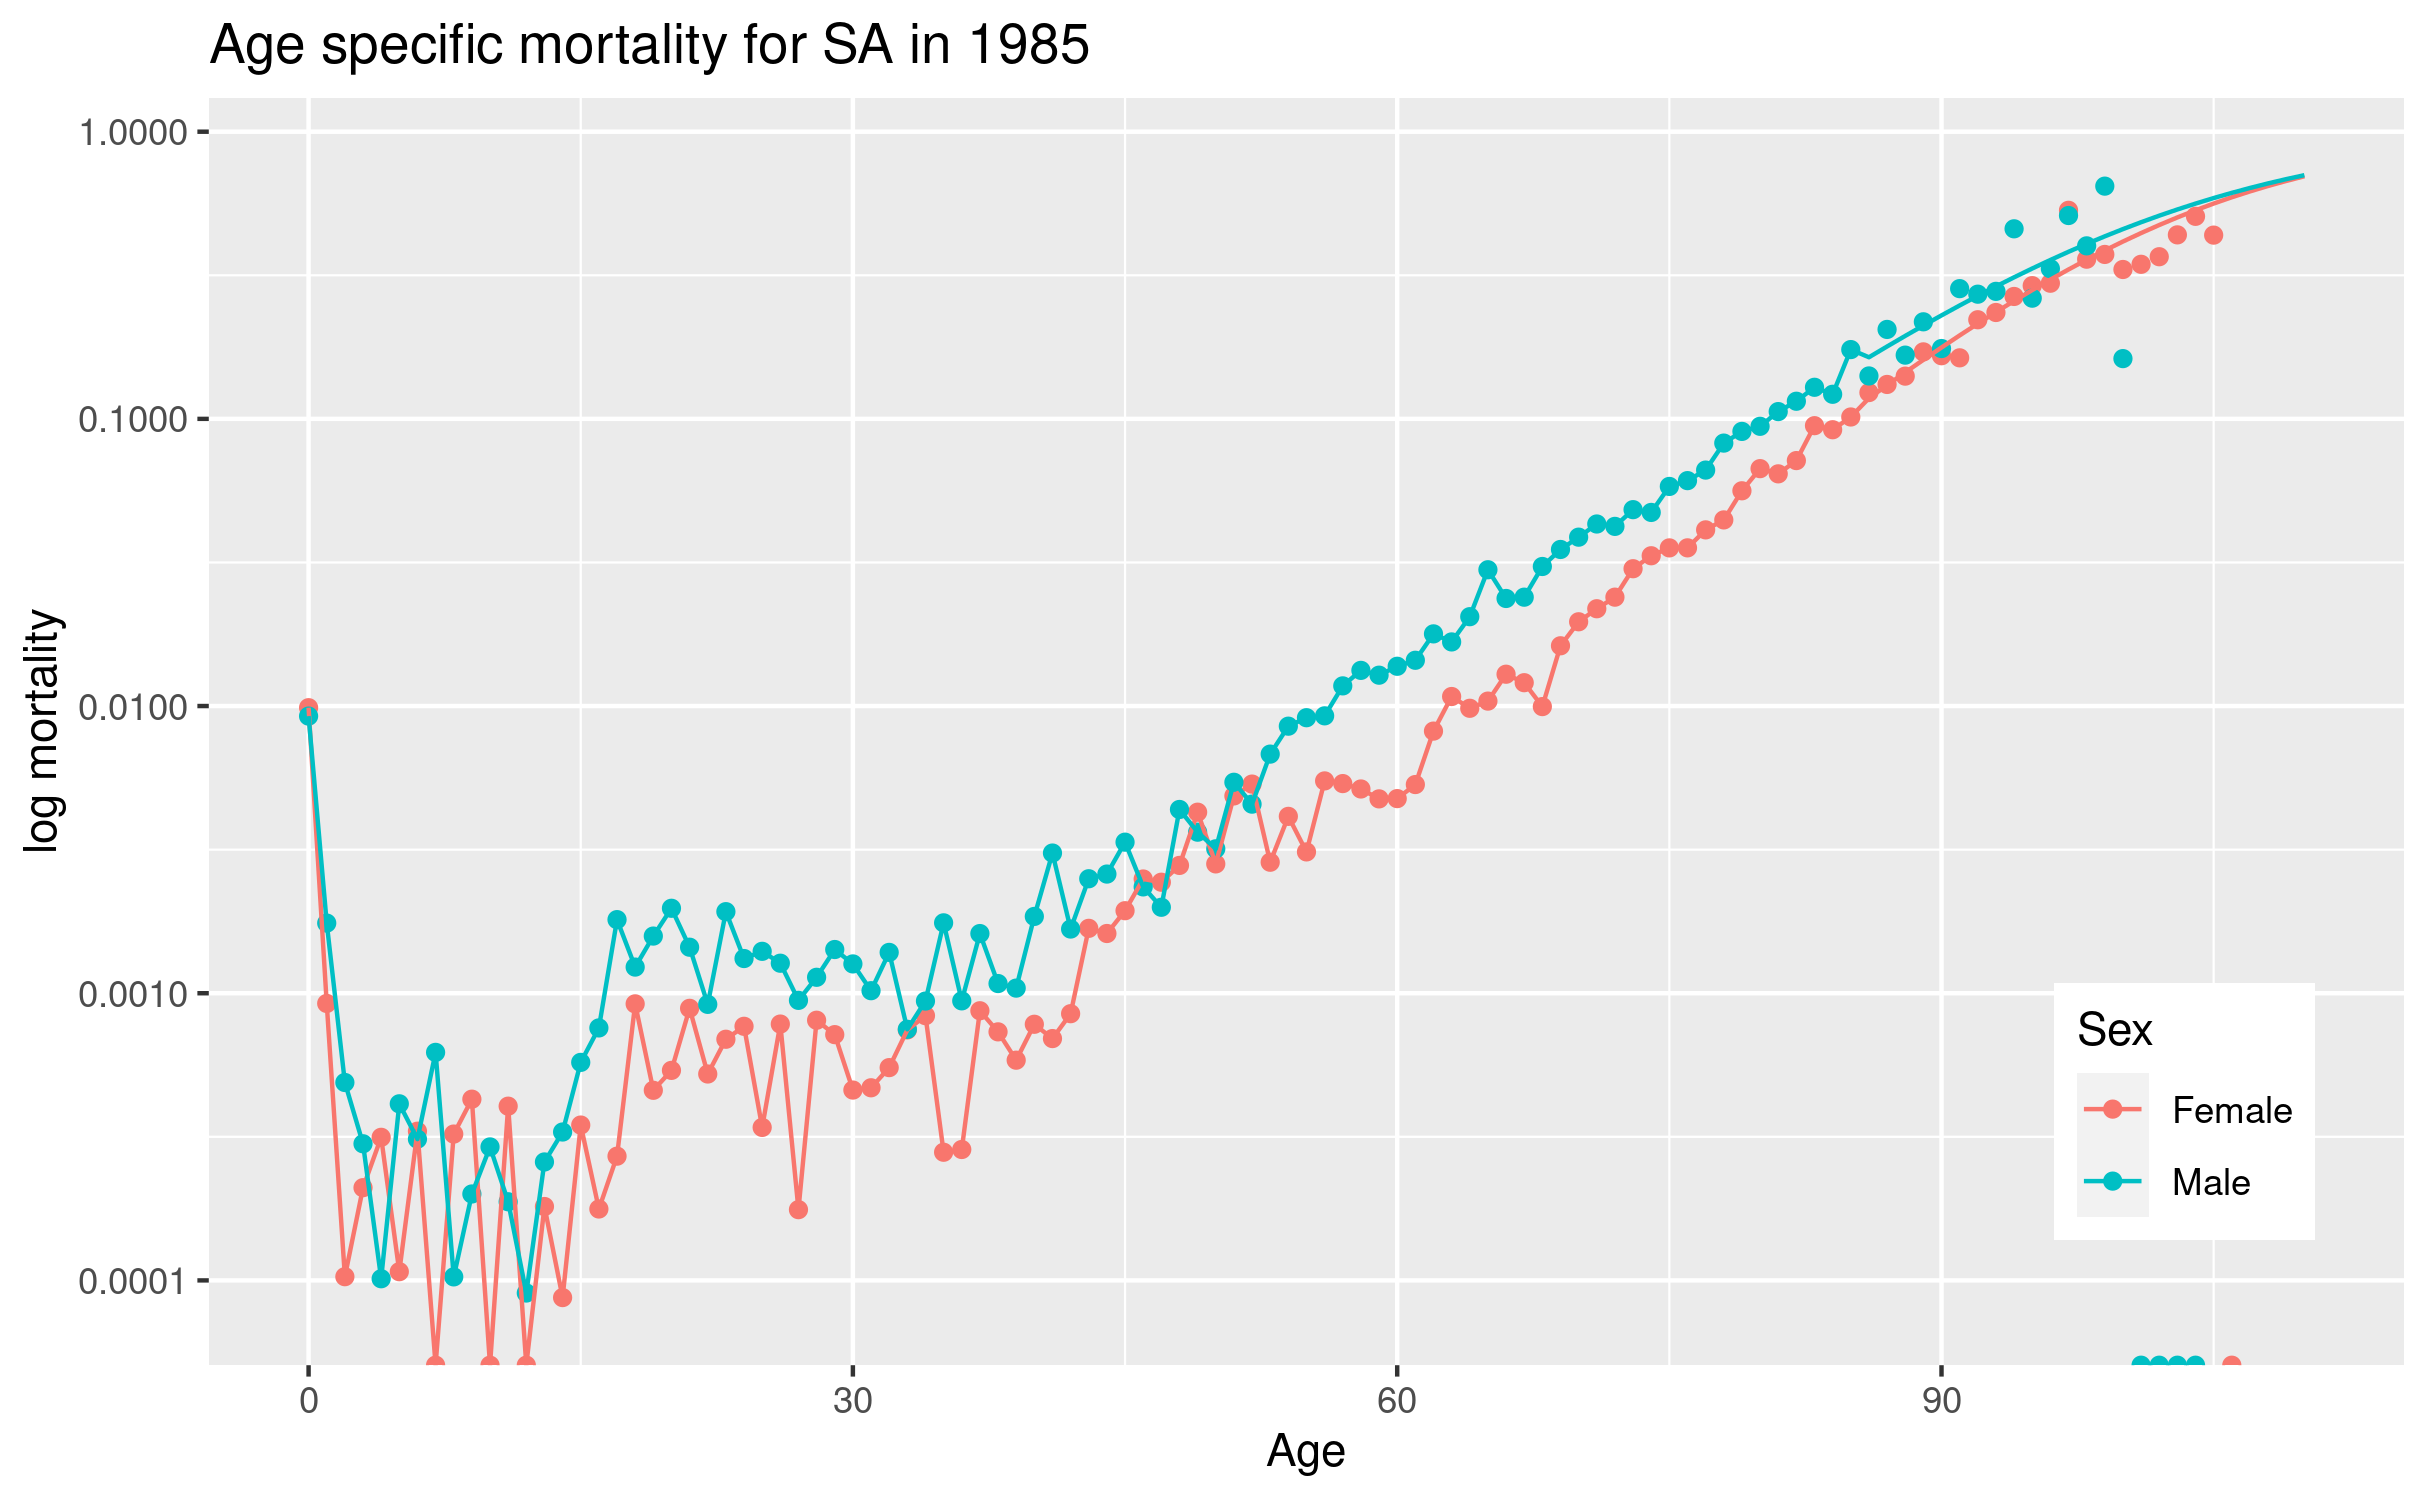 Age specific mortality for SA in 1985
1.0000
0.1000
0.0100
0.0010
0.0001
log mortality
0 30 60 90
Age
Sex
Female
Male